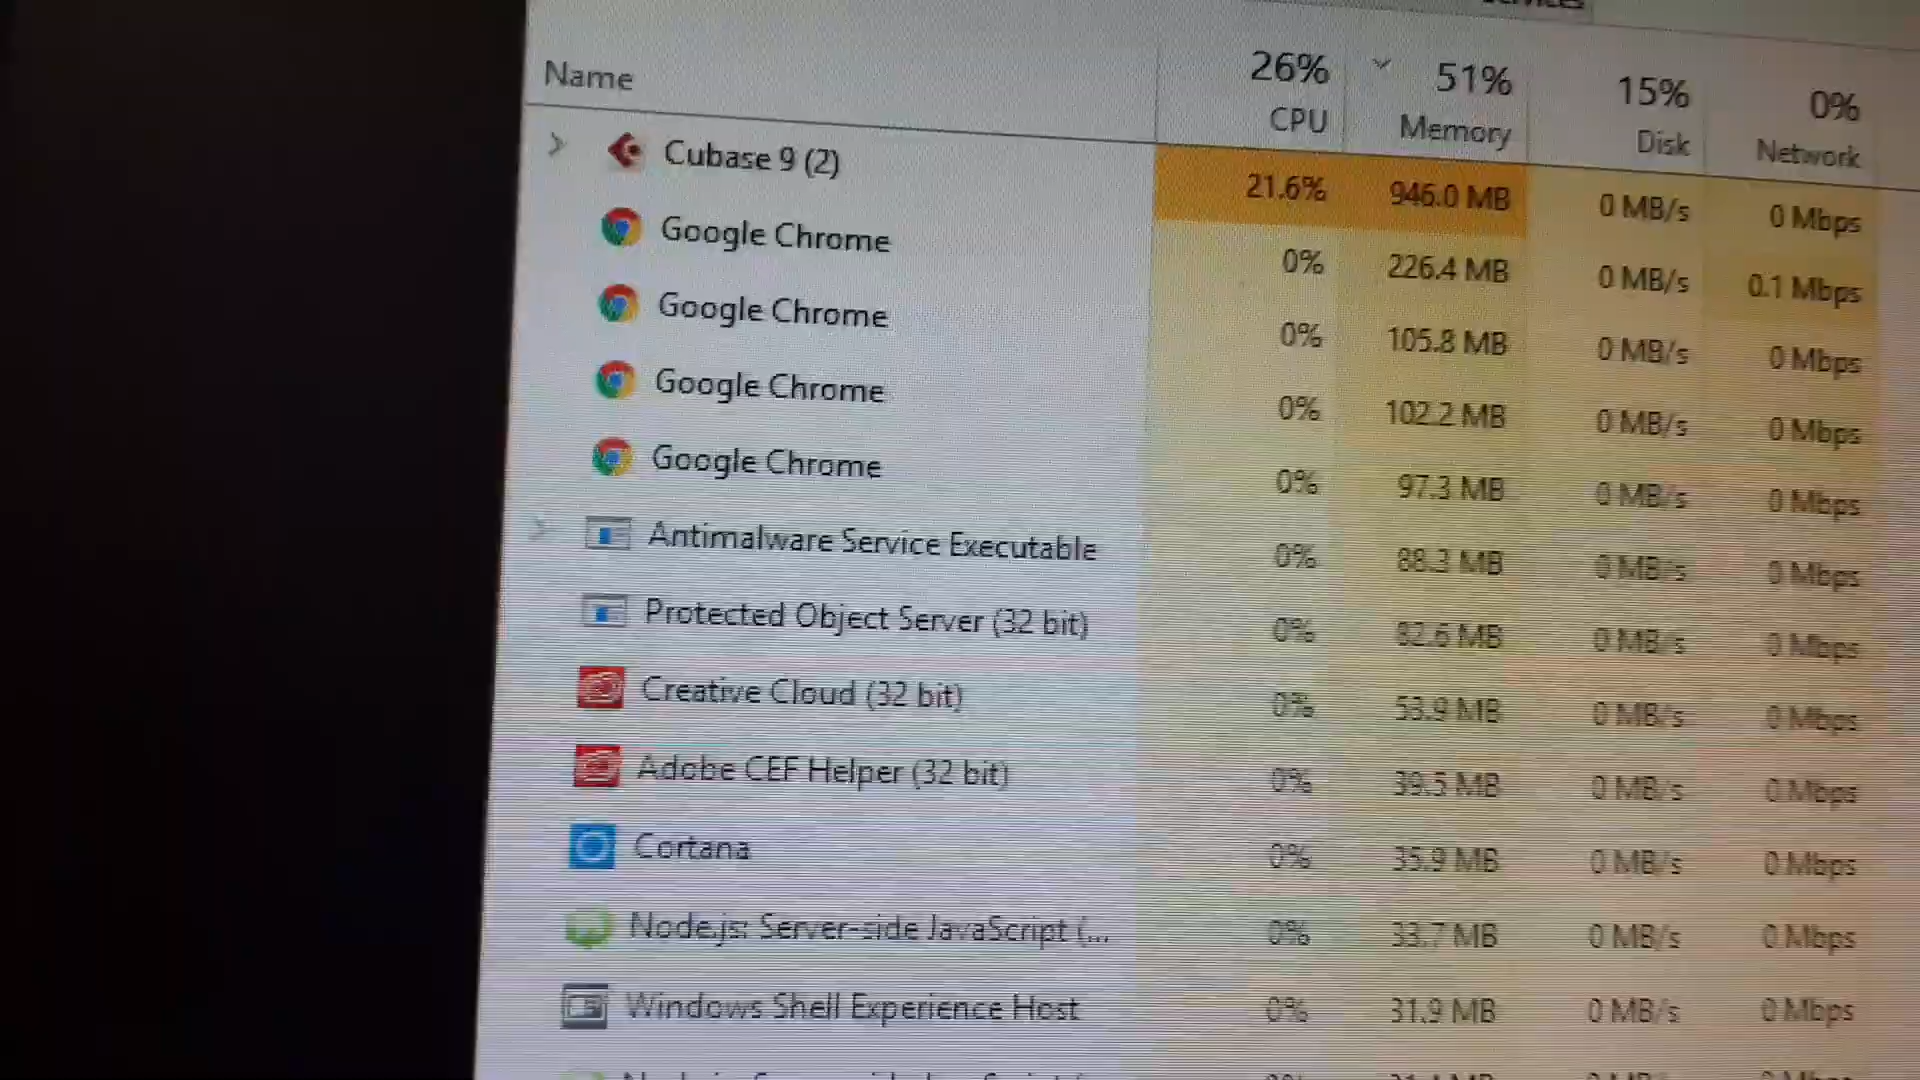 Services
Name 26% CPU 51% Memory 15% Disk 0% Network
Cubase 9 (2) 21.6% 946.0 MB 0 MB/s 0 Mbps
Google Chrome 0% 226.4 MB 0 MB/s 0.1 Mbps
Google Chrome 0% 105.8 MB 0 MB/s 0 Mbps
Google Chrome 0% 102.2 MB 0 MB/s 0 Mbps
Google Chrome 0% 97.3 MB 0 MB/s 0 Mbps
Antimalware Service Executable 0% 88.3 MB 0 MB/s 0 Mbps
Protected Object Server (32 bit) 0% 82.6 MB 0 MB/s 0 Mbps
Creative Cloud (32 bit) 0% 53.9 MB 0 MB/s 0 Mbps
Adobe CEF Helper (32 bit) 0% 39.5 MB 0 MB/s 0 Mbps
Cortana 0% 35.9 MB 0 MB/s 0 Mbps
Node.js: Server-side JavaScript (... 0% 33.7 MB 0 MB/s 0 Mbps
Windows Shell Experience Host 0% 31.9 MB 0 MB/s 0 Mbps